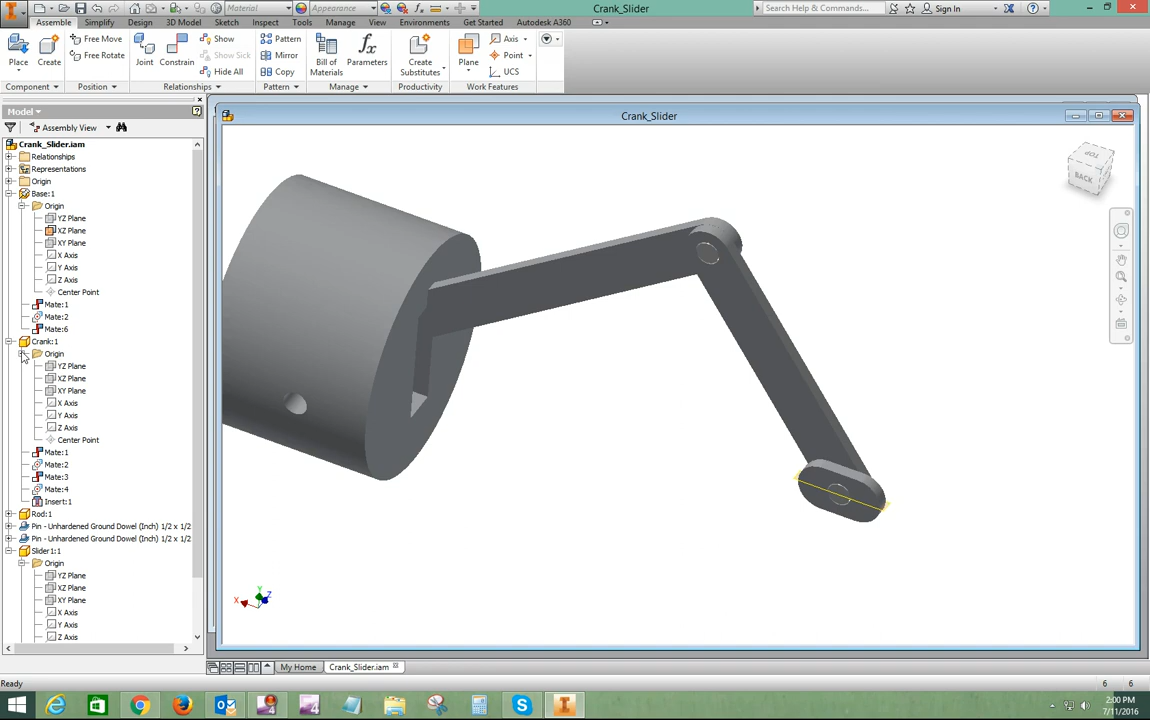 Material
Appearance
Crank_Slider
Search Help & Commands...
Sign In
Assembly
Simplify
Design
3D Model
Sketch
Inspect
Tools
Manage
View
Environments
Get Started
Autodesk A360
Place
Create
Free Move
Free Rotate
Joint
Constrain
Show
Show Sick
Hide All
Pattern
Mirror
Copy
Bill of
Materials
Parameters
Create
Substitutes
Plane
Axis
Point
UCS
Component
Position
Relationships
Pattern
Manage
Productivity
Work Features
Model
Assembly View
Crank_Slider.iam
Relationships
Representations
Origin
Base:1
Origin
YZ Plane
XZ Plane
XY Plane
X Axis
Y Axis
Z Axis
Center Point
Mate:1
Mate:2
Mate:6
Crank:1
Origin
YZ Plane
XZ Plane
XY Plane
X Axis
Y Axis
Z Axis
Center Point
Mate:1
Mate:2
Mate:3
Mate:4
Insert:1
Rod:1
Pin - Unhardened Ground Dowel (Inch) 1/2 x 1/2
Pin - Unhardened Ground Dowel (Inch) 1/2 x 1/2
Slider1:1
Origin
YZ Plane
XZ Plane
XY Plane
X Axis
Y Axis
Z Axis
Crank_Slider
TOP
BACK
X
Y
Z
My Home
Crank_Slider.iam
Ready
6
6
2:00 PM
7/11/2016